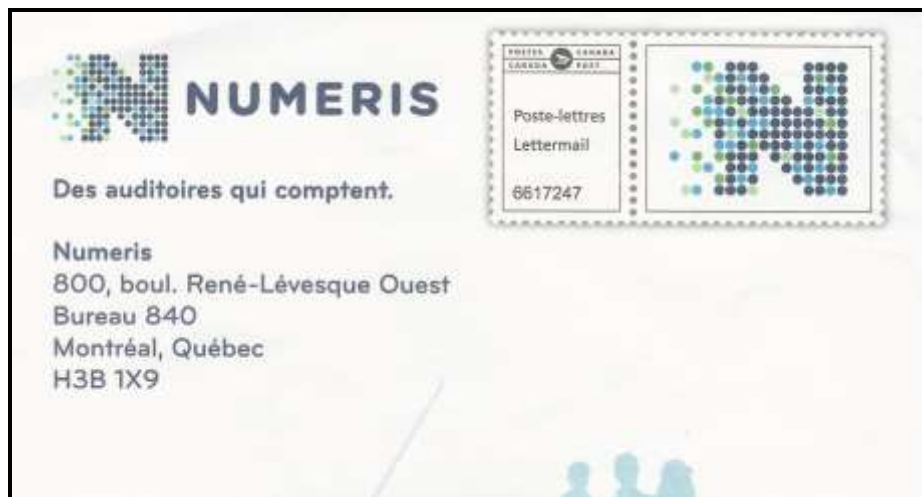 NUMERIS
Des auditoires qui comptent.
Numeris
800, boul. René-Lévesque Ouest
Bureau 840
Montréal, Québec
H3B 1X9
POSTES CANADA
CANADA POST
Poste-lettres
Lettermail
6617247